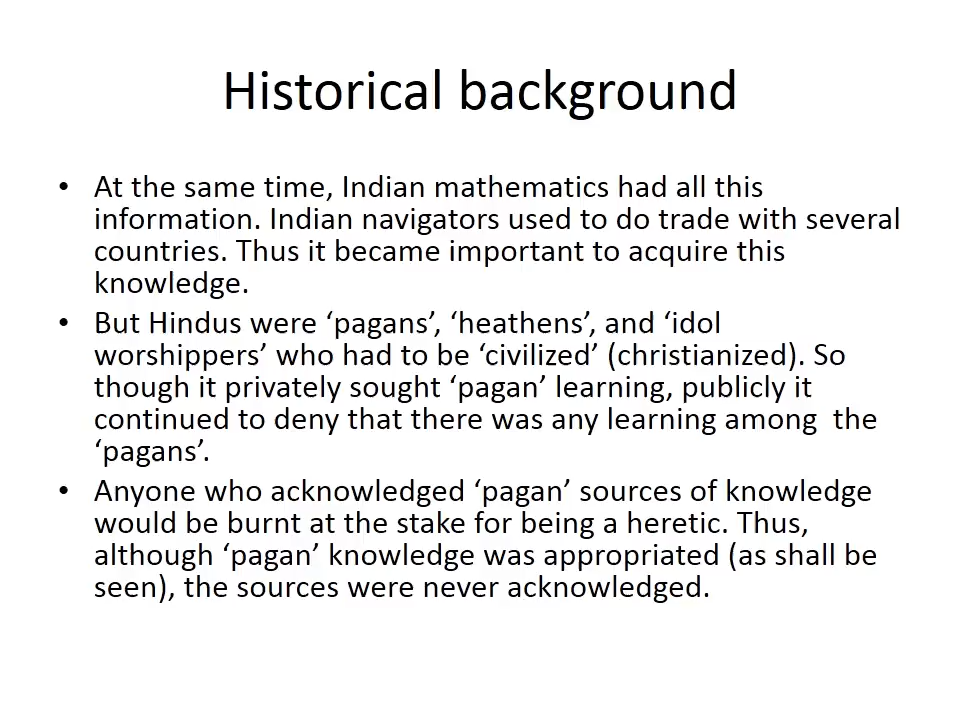 Historical background
• At the same time, Indian mathematics had all this
information. Indian navigators used to do trade with several
countries. Thus it became important to acquire this
knowledge.
• But Hindus were ‘pagans’, ‘heathens’, and ‘idol
worshippers’ who had to be ‘civilized’ (christianized). So
though it privately sought ‘pagan’ learning, publicly it
continued to deny that there was any learning among  the
‘pagans’.
• Anyone who acknowledged ‘pagan’ sources of knowledge
would be burnt at the stake for being a heretic. Thus,
although ‘pagan’ knowledge was appropriated (as shall be
seen), the sources were never acknowledged.